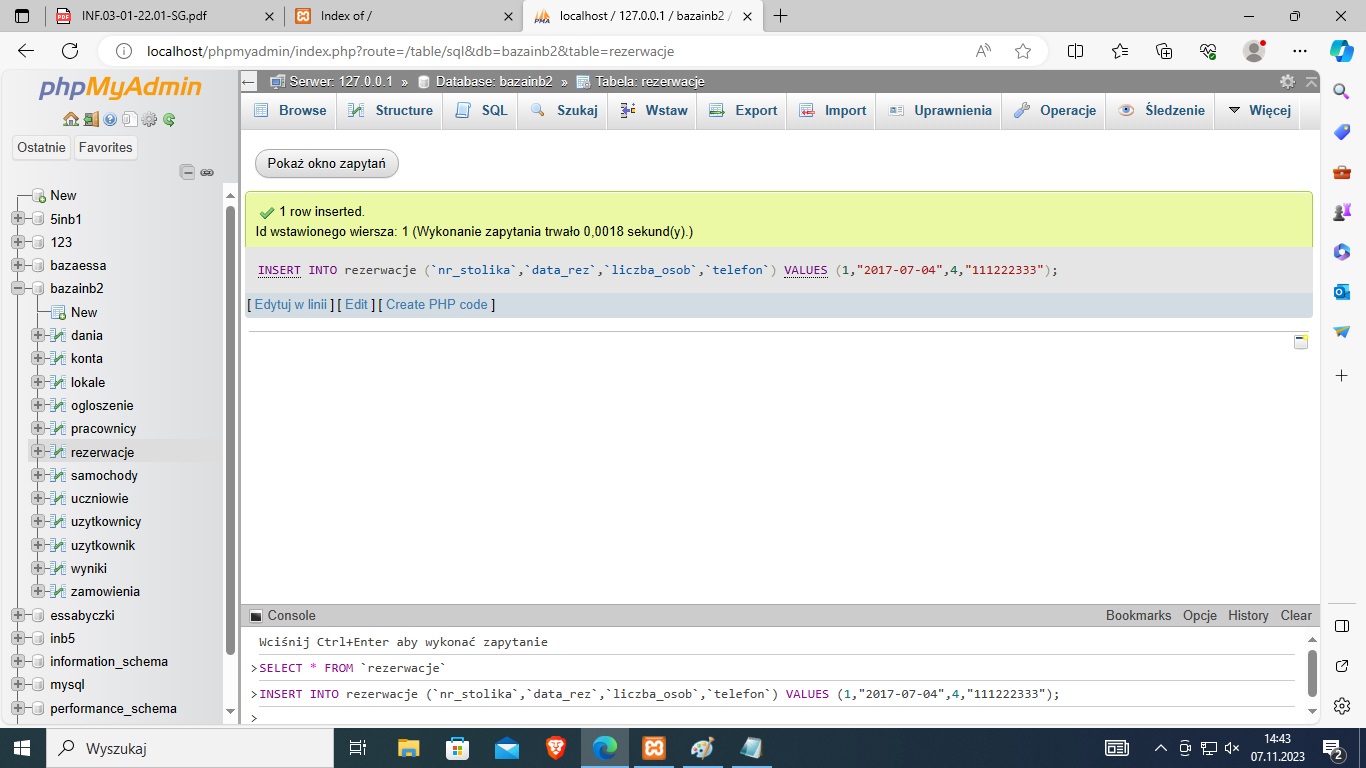 INF.03-01-22.01-SG.pdf
Index of /
localhost / 127.0.0.1 / bazainb2 /
localhost/phpmyadmin/index.php?route=/table/sql&db=bazainb2&table=rezerwacje
phpMyAdmin
Ostatnie Favorites
New
5inb1
123
bazaessa
bazainb2
New
dania
konta
lokale
ogloszenie
pracownicy
rezerwacje
samochody
uczniowie
uzytkownicy
uzytkownik
wyniki
zamowienia
essabyczki
inb5
information_schema
mysql
performance_schema
Serwer: 127.0.0.1 » Database: bazainb2 » Tabela: rezerwacje
Browse Structure SQL Szukaj Wstaw Export Import Uprawnienia Operacje Śledzenie Więcej
Pokaż okno zapytań
1 row inserted.
Id wstawionego wiersza: 1 (Wykonanie zapytania trwało 0,0018 sekund(y).)
INSERT INTO rezerwacje (`nr_stolika`,`data_rez`,`liczba_osob`,`telefon`) VALUES (1,"2017-07-04",4,"111222333");
[ Edytuj w linii ] [ Edit ] [ Create PHP code ]
Console Bookmarks Opcje History Clear
Wciśnij Ctrl+Enter aby wykonać zapytanie
>SELECT * FROM `rezerwacje`
>INSERT INTO rezerwacje (`nr_stolika`,`data_rez`,`liczba_osob`,`telefon`) VALUES (1,"2017-07-04",4,"111222333");
>
Wyszukaj
14:43
07.11.2023
2